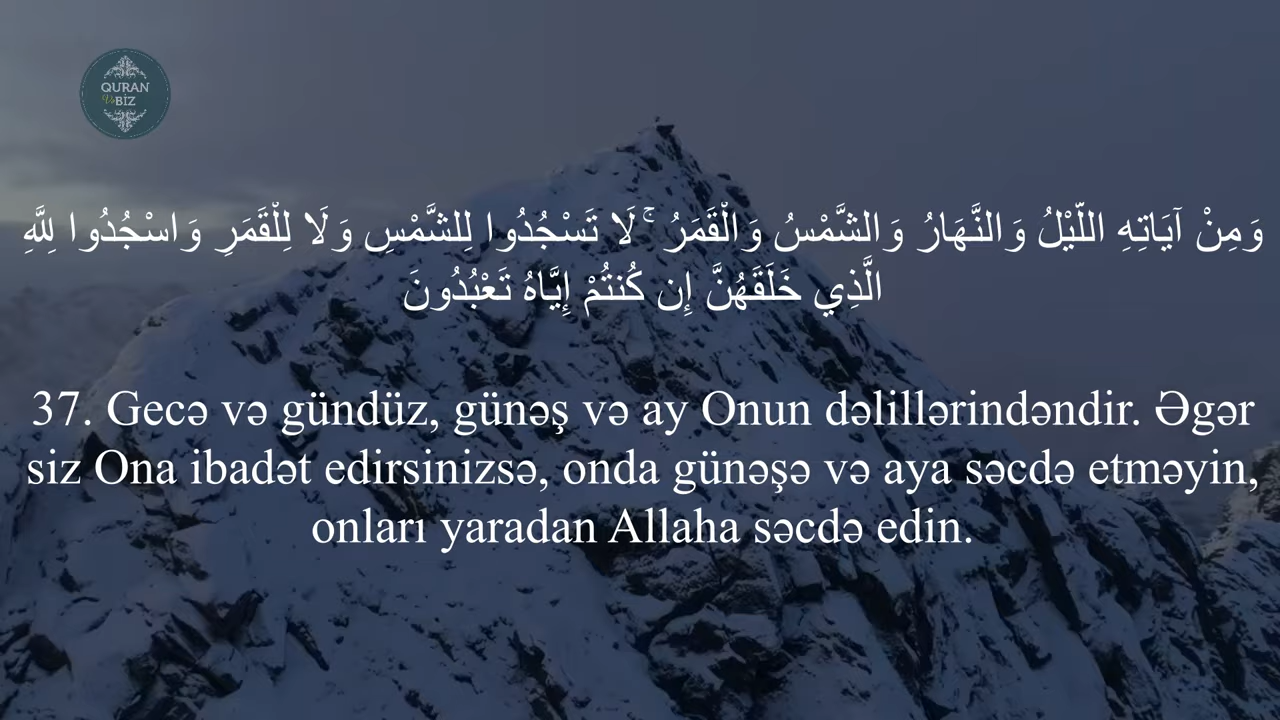 QURAN
Və BİZ
وَمِنْ آيَاتِهِ اللَّيْلُ وَالنَّهَارُ وَالشَّمْسُ وَالْقَمَرُ ۚ لَا تَسْجُدُوا لِلشَّمْسِ وَلَا لِلْقَمَرِ وَاسْجُدُوا لِلَّهِ
الَّذِي خَلَقَهُنَّ إِن كُنتُمْ إِيَّاهُ تَعْبُدُونَ
37. Gecə və gündüz, günəş və ay Onun dəlillərindəndir. Əgər
siz Ona ibadət edirsinizsə, onda günəşə və aya səcdə etməyin,
onları yaradan Allaha səcdə edin.